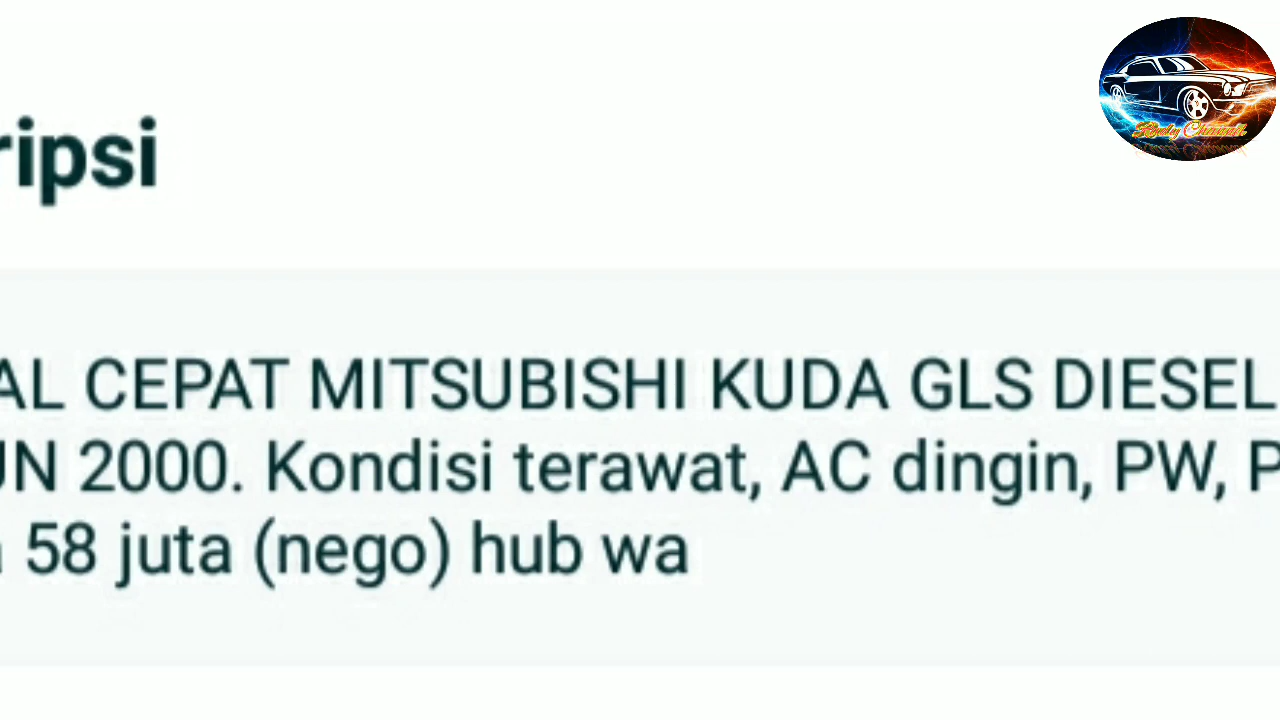 ripsi
AL CEPAT MITSUBISHI KUDA GLS DIESEL
UN 2000. Kondisi terawat, AC dingin, PW, P
58 juta (nego) hub wa